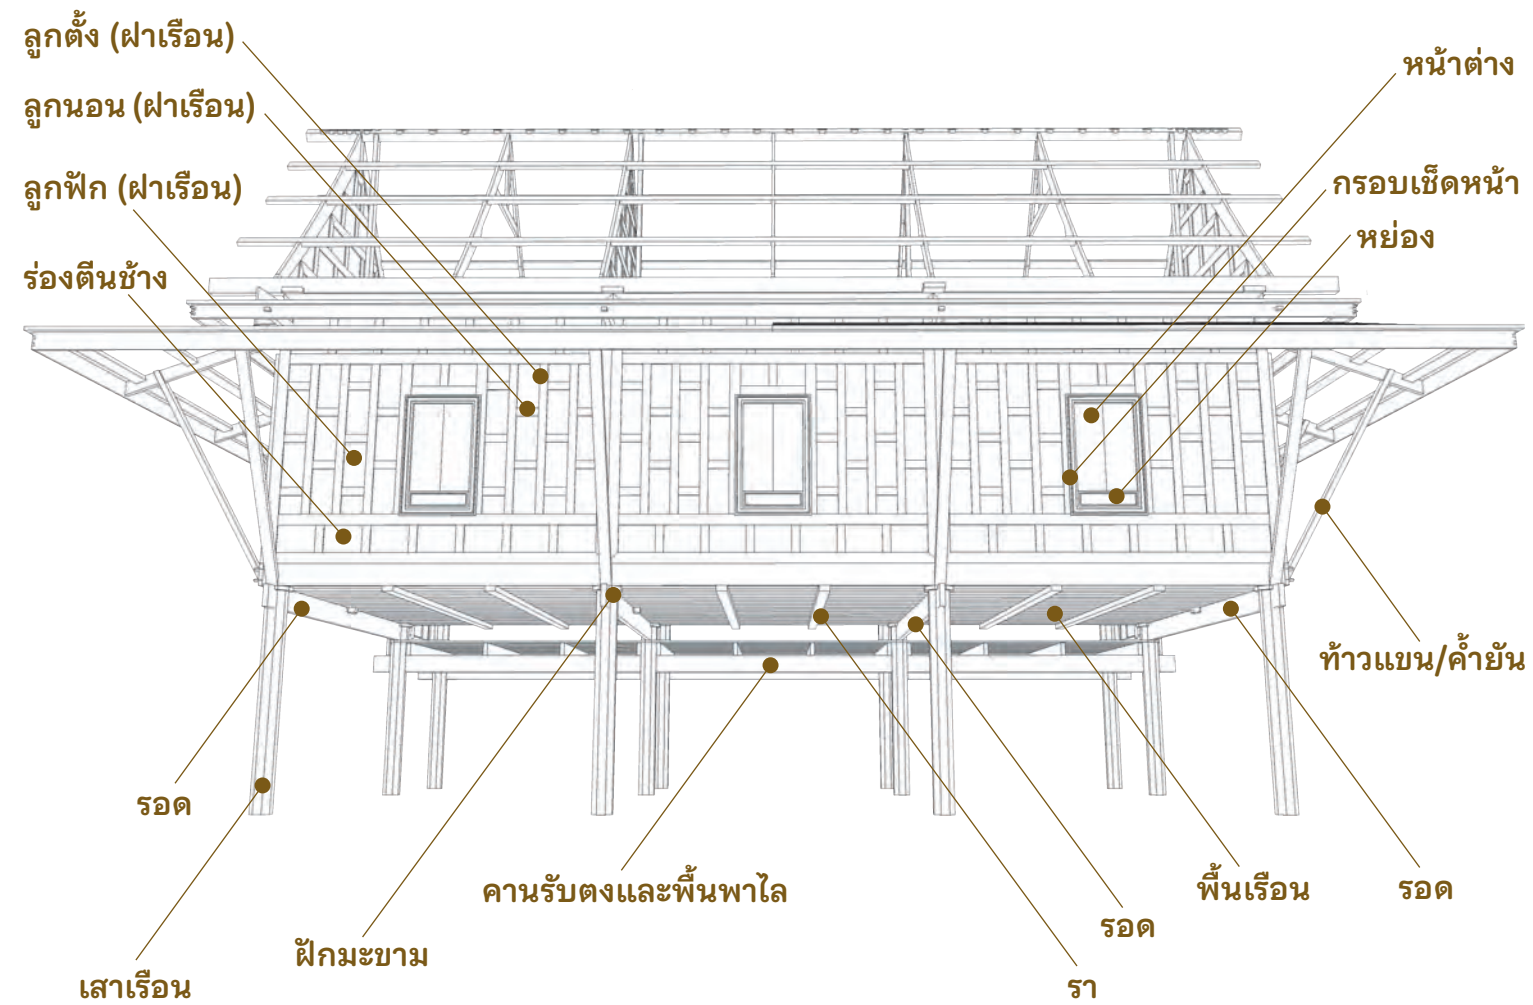 ลูกตั้ง (ฝาเรือน)
หน้าต่าง
ลูกนอน (ฝาเรือน)
ลูกฟัก (ฝาเรือน)
กรอบเช็ดหน้า
หย่อง
ร่องตีนช้าง
ท้าวแขน/ค้ำยัน
รอด
คานรับตงและพื้นพาไล
พื้นเรือน
รอด
รอด
ฝักมะขาม
เสาเรือน
รา